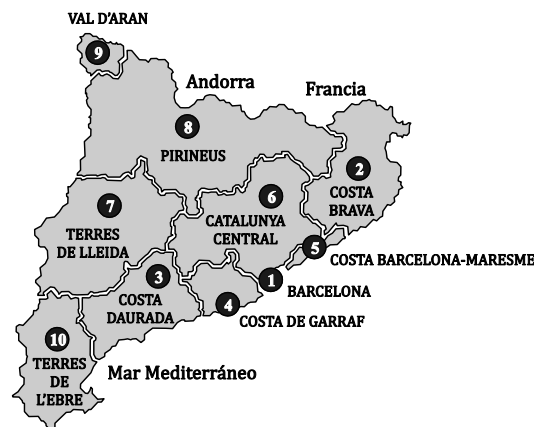 VAL D'ARAN
9
Andorra
Francia
8
PIRINEUS
2
COSTA
BRAVA
7
TERRES
DE LLEIDA
6
CATALUNYA
CENTRAL
5
COSTA BARCELONA-MARESME
3
COSTA
DAURADA
1
BARCELONA
4
COSTA DE GARRAF
10
TERRES
DE
L'EBRE
Mar Mediterráneo